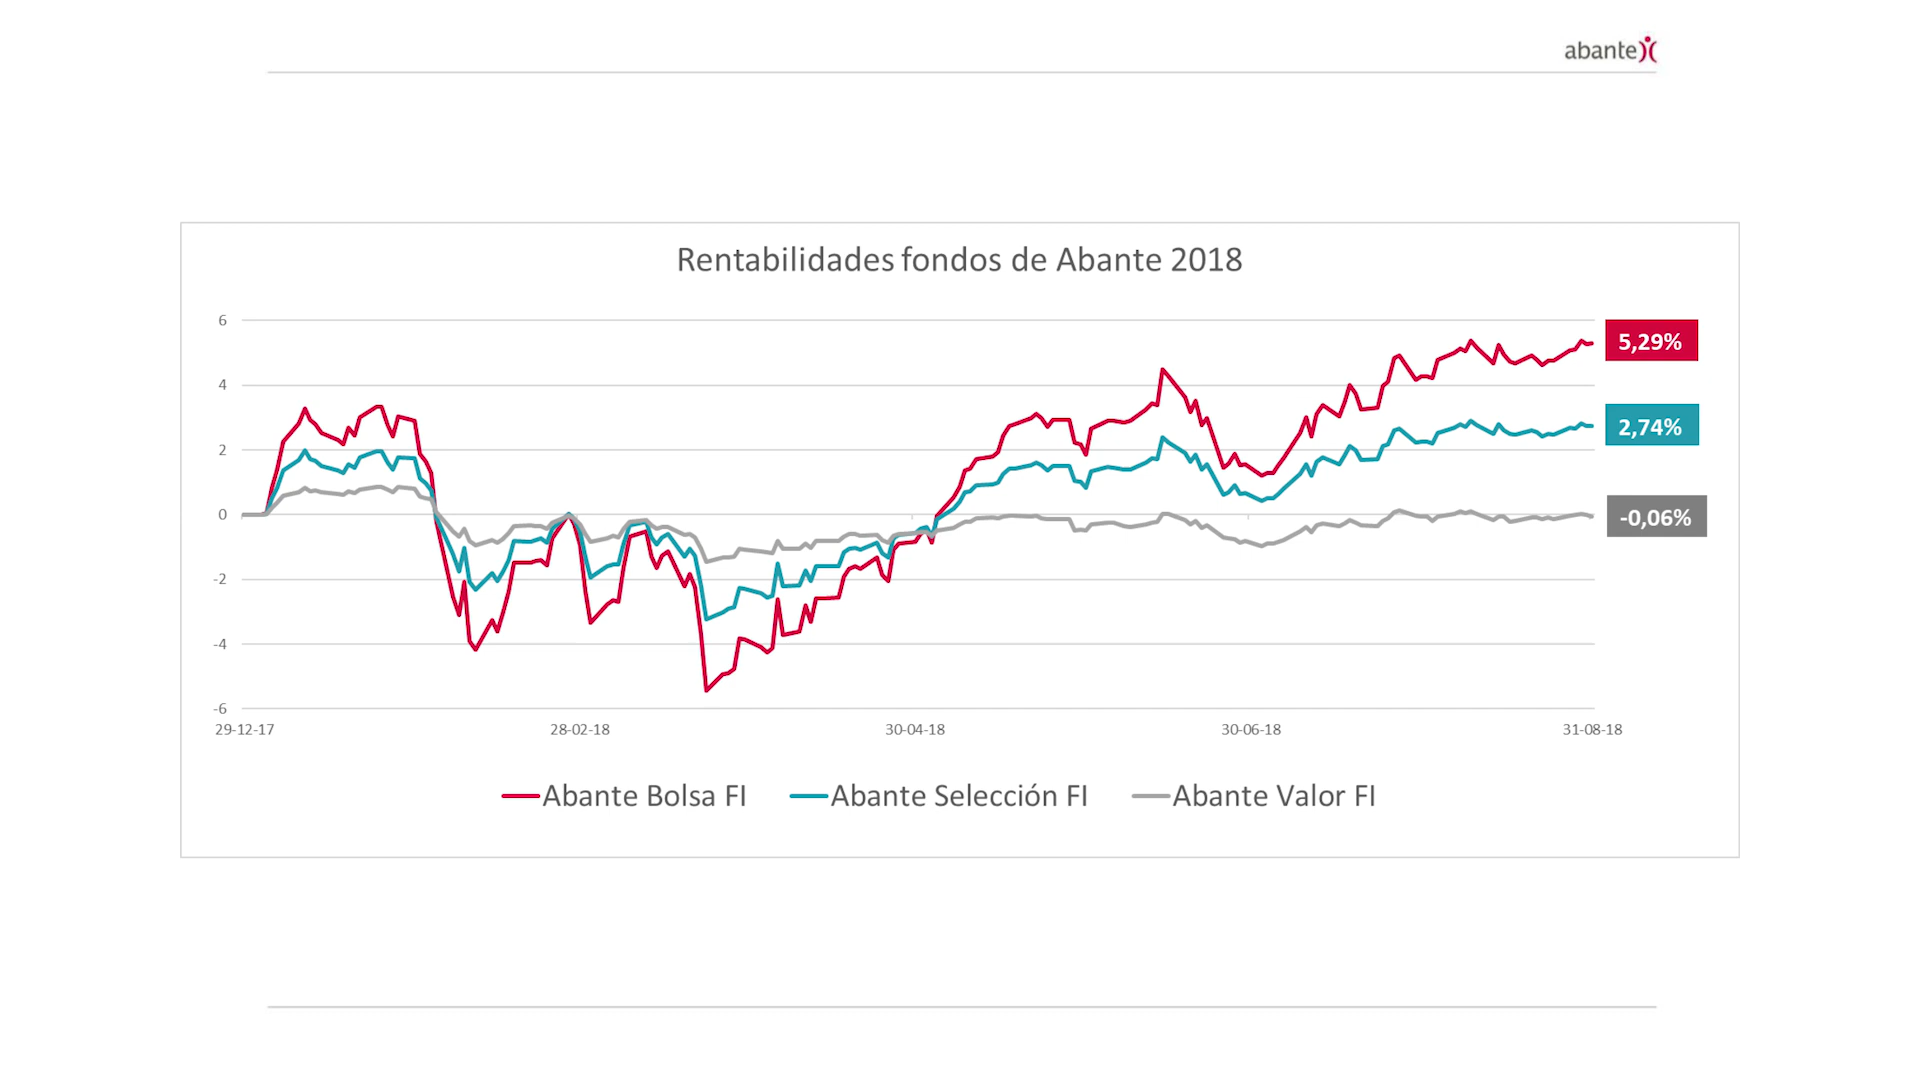 abante
Rentabilidades fondos de Abante 2018
6
4
2
0
-2
-4
-6
5,29%
2,74%
-0,06%
29-12-17 28-02-18 30-04-18 30-06-18 31-08-18
Abante Bolsa FI Abante Selección FI Abante Valor FI